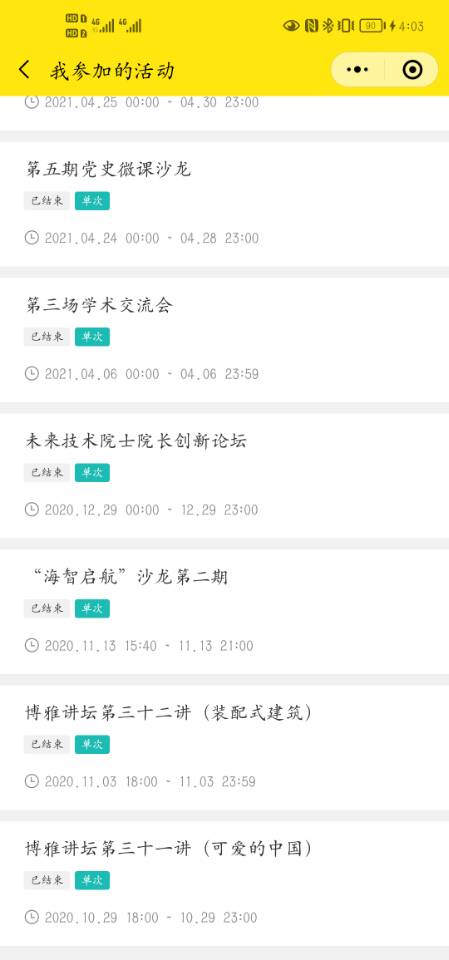 HD 1 4G 4G 90 4:03
HD 2
我参加的活动
2021.04.25 00:00 - 04.30 23:00
第五期党史微课沙龙
已结束 单次
2021.04.24 00:00 - 04.28 23:00
第三场学术交流会
已结束 单次
2021.04.06 00:00 - 04.06 23:59
未来技术院士院长创新论坛
已结束 单次
2020.12.29 00:00 - 12.29 23:00
“海智启航”沙龙第二期
已结束 单次
2020.11.13 15:40 - 11.13 21:00
博雅讲坛第三十二讲（装配式建筑）
已结束 单次
2020.11.03 18:00 - 11.03 23:59
博雅讲坛第三十一讲（可爱的中国）
已结束 单次
2020.10.29 18:00 - 10.29 23:00